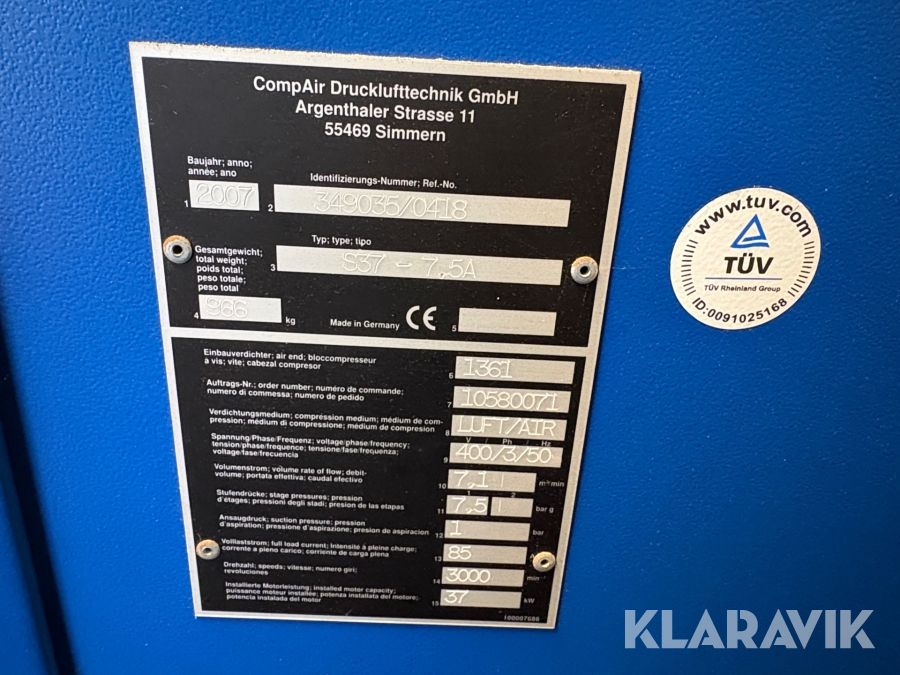 CompAir Drucklufttechnik GmbH
Argenthaler Strasse 11
55469 Simmern
Baujahr; anno;
année; ano
Identifizierungs-Nummer; Ref.-No.
1 2007 2 349035/0418
Gesamtgewicht;
total weight;
poids total;
peso totale;
peso total
Typ; type; tipo
3 S37 - 7,5A
4 966 kg
Made in Germany CE 5
Einbauverdichter; air end; bloccompresseur
à vis; vite; cabezal compresor
6 1361
Auftrags-Nr.; order number; numéro de commande;
numero di commessa; numero de pedido
7 10580071
Verdichtungsmedium; compression medium; médium de com-
pression; médium di compressione; médium de compresion
8 LUFT/AIR
Spannung/Phase/Frequenz; voltage/phase/frequency;
tension/phase/frequence; tensione/fase/frequenza;
voltage/fase/frecuencia
V Ph Hz
9 400/3/50
Volumenstrom; volume rate of flow; debit-
volume; portata effettiva; caudal efectivo
10 7,1 m³/min
Stufendrücke; stage pressures; pression
d'étages; pressioni degli stadi; presion de las etapas
1 2
11 7,5 bar g
Ansaugdruck; suction pressure; pression
d'aspiration; pressione d'aspirazione; presion de aspiracion
12 1 bar
Vollaststrom; full load current; intensité à pleine charge;
corrente a pieno carico; corriente de carga plena
13 85 A
Drehzahl; speeds; vitesse; numero giri;
revoluciones
14 3000 min
Installierte Motorleistung; installed motor capacity;
puissance moteur installée; potenza installata del motore;
potencia instalada del motor
15 37 kW
100007686
www.tuv.com
TÜV
TÜV Rheinland Group
ID:0091025168
KLARAVIK